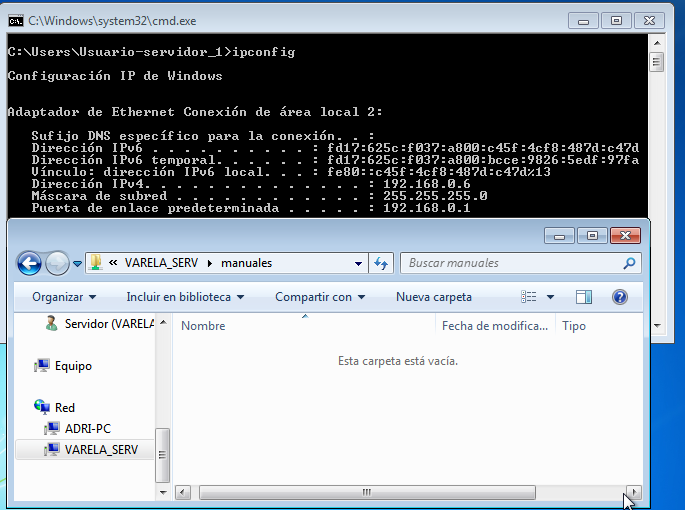 C:\Windows\system32\cmd.exe
C:\Users\Usuario-servidor_1>ipconfig
Configuración IP de Windows
Adaptador de Ethernet Conexión de área local 2:
Sufijo DNS específico para la conexión. . :
Dirección IPv6 . . . . . . . . . . : fd17:625c:f037:a800:c45f:4cf8:487d:c47d
Dirección IPv6 temporal. . . . . . : fd17:625c:f037:a800:bcce:9826:5edf:97fa
Vínculo: dirección IPv6 local. . . : fe80::c45f:4cf8:487d:c47d%13
Dirección IPv4. . . . . . . . . . . . . . : 192.168.0.6
Máscara de subred . . . . . . . . . . . . : 255.255.255.0
Puerta de enlace predeterminada . . . . . : 192.168.0.1
« VARELA_SERV ▸ manuales
Buscar manuales
Organizar Incluir en biblioteca Compartir con Nueva carpeta
Servidor (VARELA
Nombre Fecha de modifica... Tipo
Esta carpeta está vacía.
Equipo
Red
ADRI-PC
VARELA_SERV